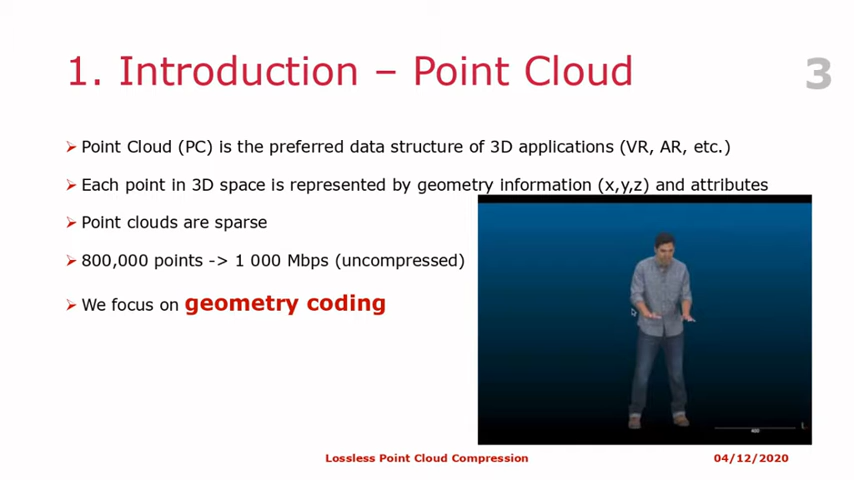 1. Introduction – Point Cloud
3
➢ Point Cloud (PC) is the preferred data structure of 3D applications (VR, AR, etc.)
➢ Each point in 3D space is represented by geometry information (x,y,z) and attributes
➢ Point clouds are sparse
➢ 800,000 points -> 1 000 Mbps (uncompressed)
➢ We focus on geometry coding
Lossless Point Cloud Compression
04/12/2020